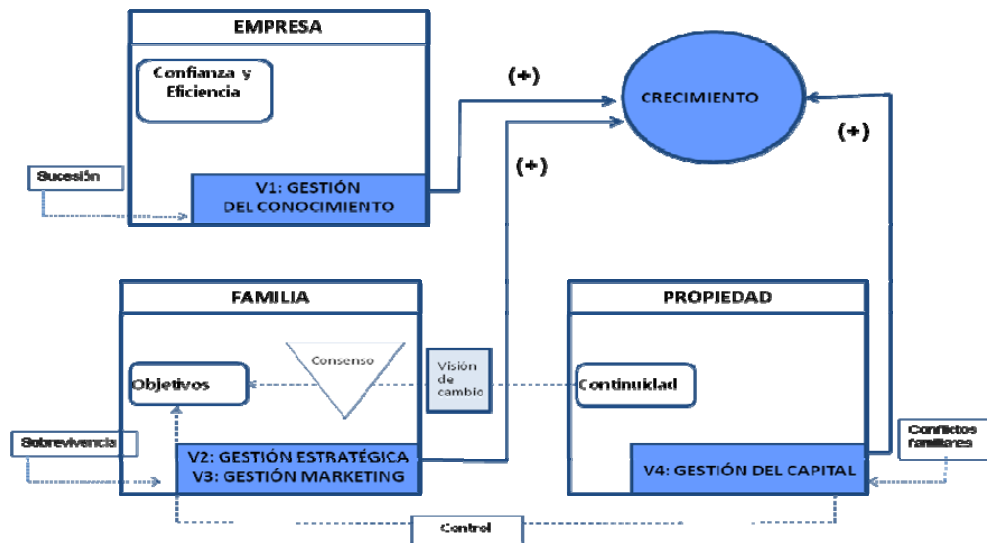 EMPRESA
Confianza y
Eficiencia
(+)
CRECIMIENTO
(+)
(+)
Sucesión
V1: GESTIÓN
DEL CONOCIMIENTO
FAMILIA
PROPIEDAD
Consenso
Visión
de
cambio
Objetivos
Continuidad
Sobrevivencia
Conflictos
familiares
V2: GESTIÓN ESTRATÉGICA
V3: GESTIÓN MARKETING
V4: GESTIÓN DEL CAPITAL
Control